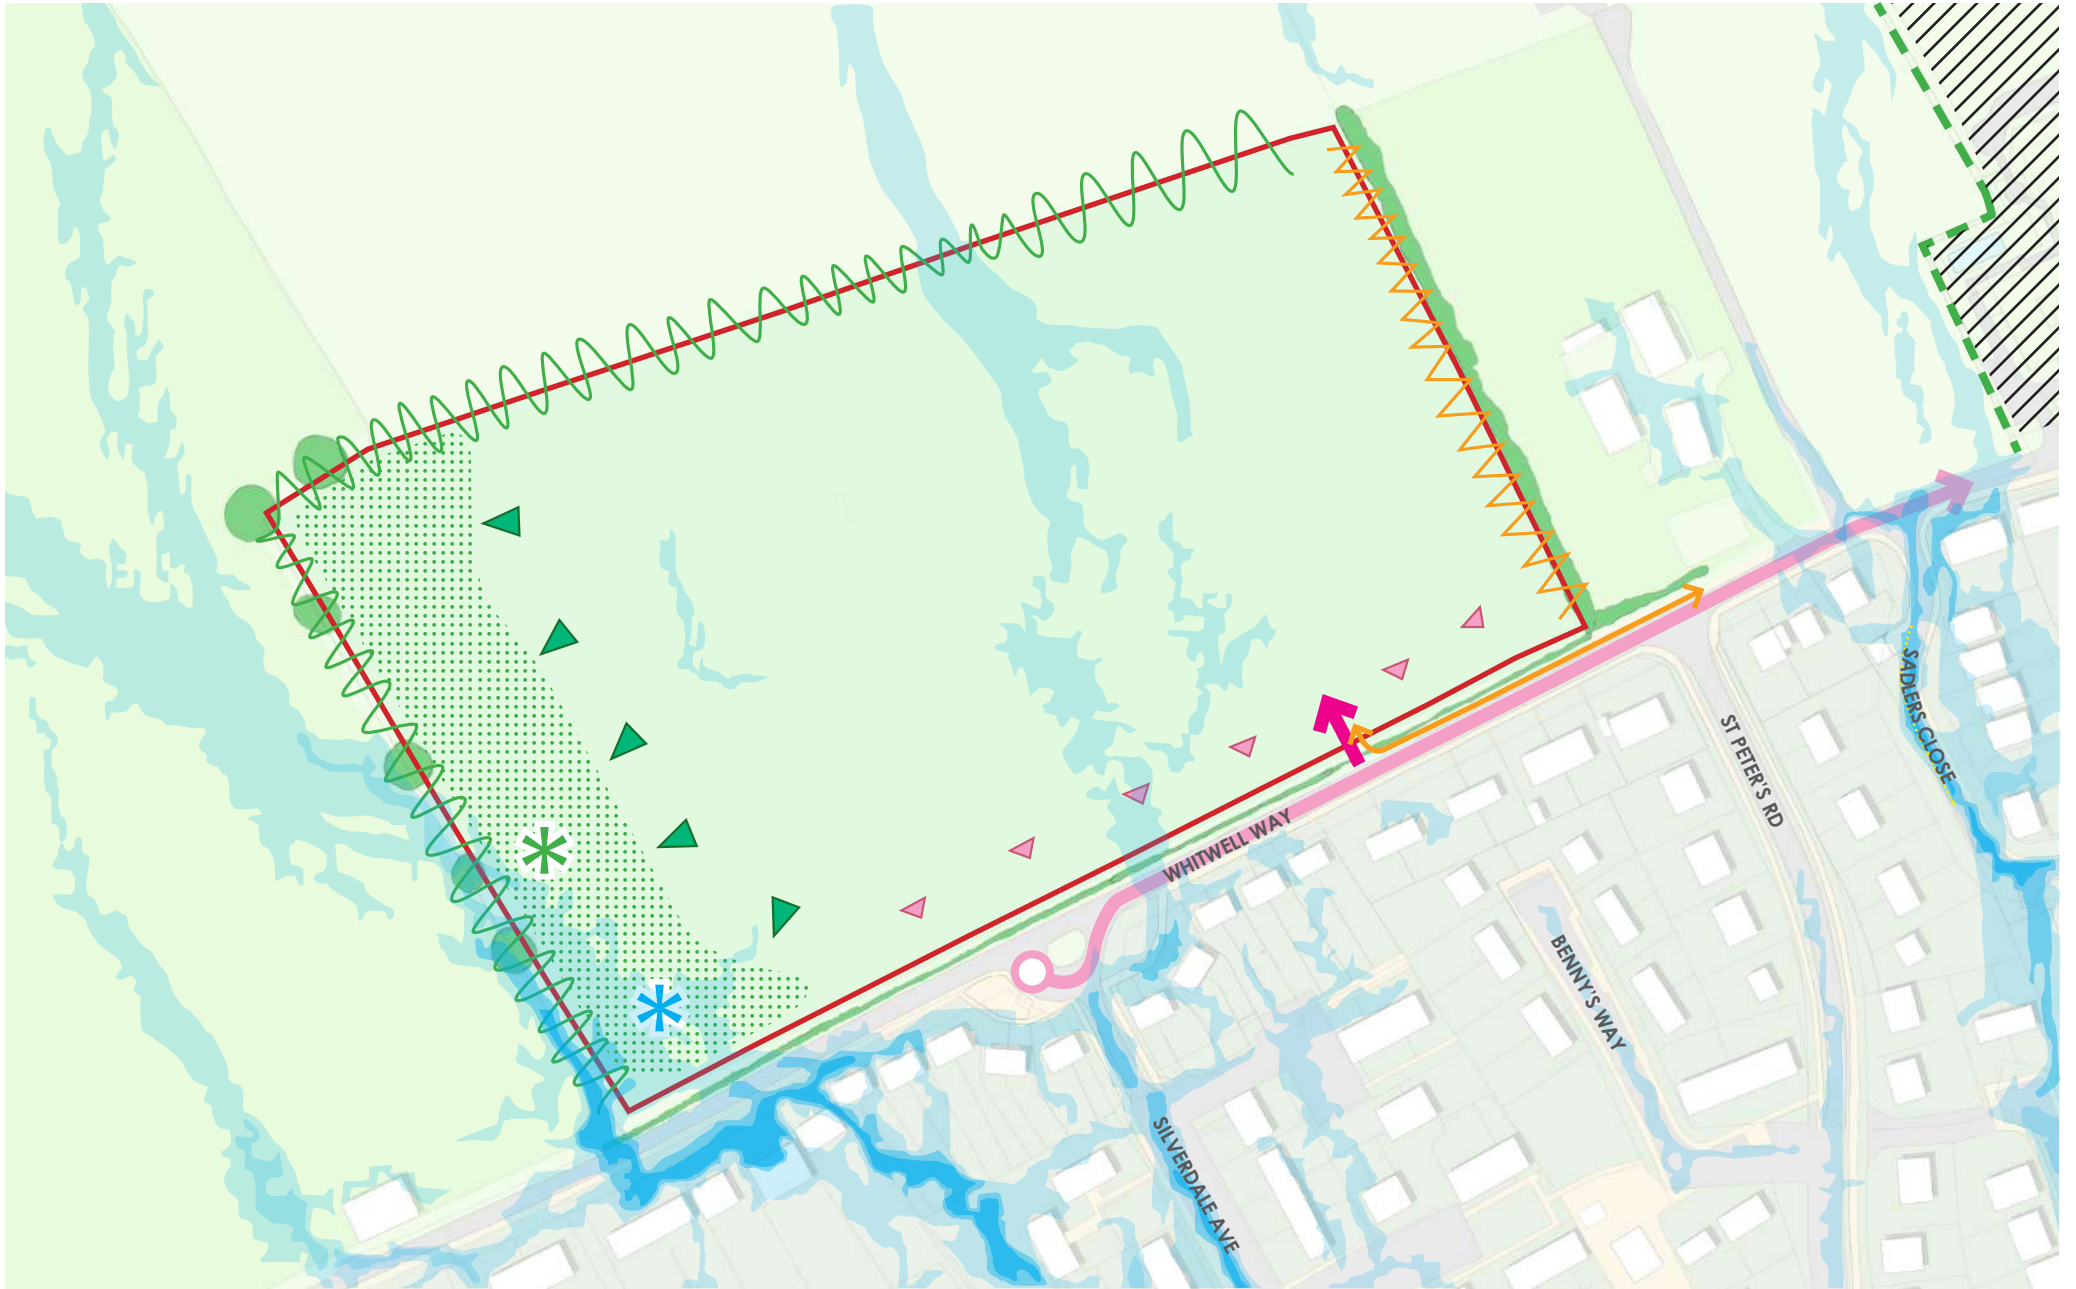 SADLERS CLOSE
ST PETER'S RD
WHITWELL WAY
BENNY'S WAY
SILVERDALE AVE